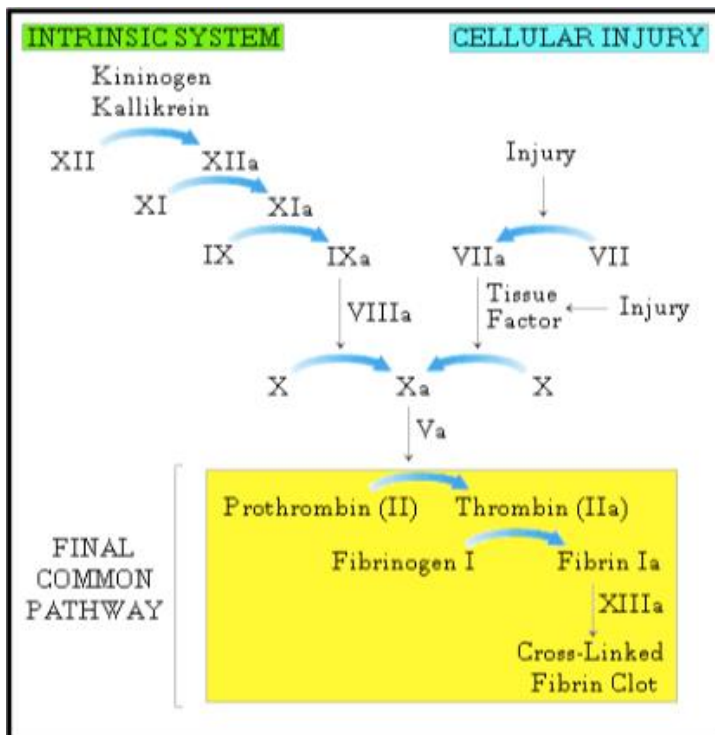 INTRINSIC SYSTEM
CELLULAR INJURY
Kininogen
Kallikrein
XII
XIIa
Injury
XI
XIa
IX
IXa
VIIa
VII
VIIIa
Tissue
Factor
Injury
X
Xa
X
Va
FINAL
COMMON
PATHWAY
Prothrombin (II)
Thrombin (IIa)
Fibrinogen I
Fibrin Ia
XIIIa
Cross-Linked
Fibrin Clot